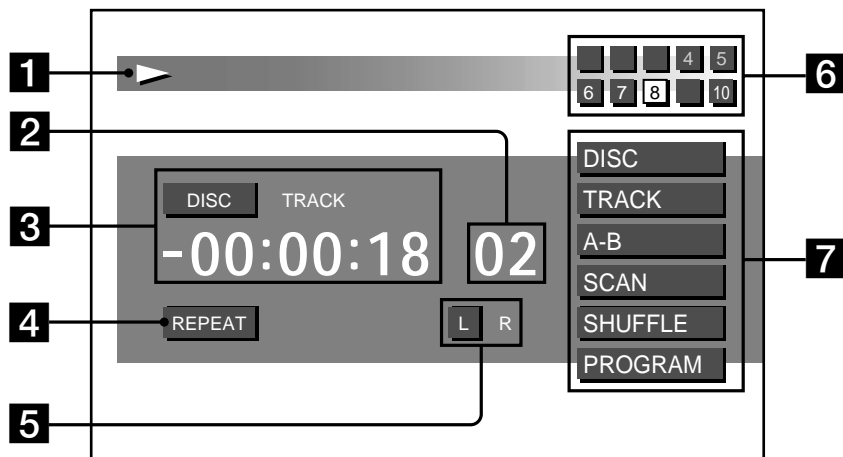 1
4 5
6
6 7 8 10
2
DISC
DISC TRACK
TRACK
3
-00:00:18 02
A-B
7
SCAN
4
REPEAT
L R
SHUFFLE
PROGRAM
5